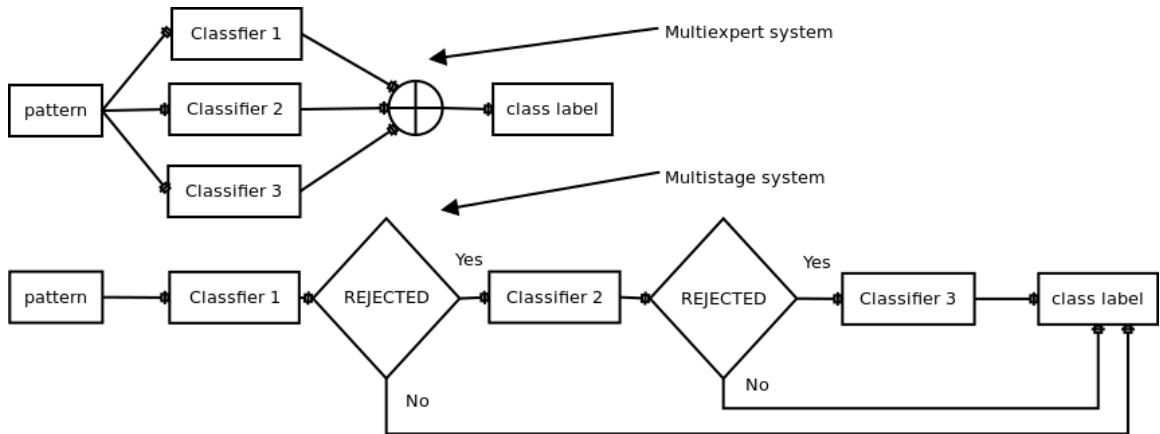 Classfier 1
Multiexpert system
pattern
Classifier 2
class label
Classifier 3
Multistage system
Yes
Yes
pattern
Classfier 1
REJECTED
Classifier 2
REJECTED
Classifier 3
class label
No
No